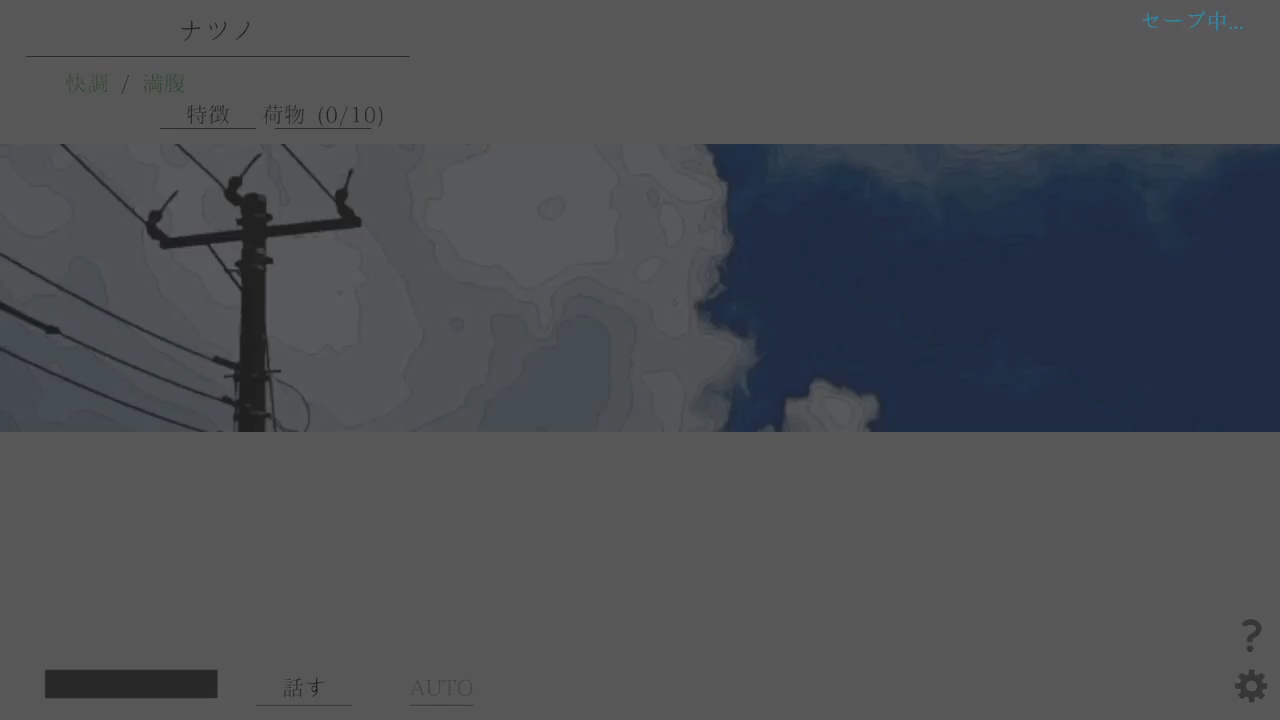 ナツノ
セーブ中...
快調 / 満腹
特徴 荷物 (0/10)
?
話す AUTO